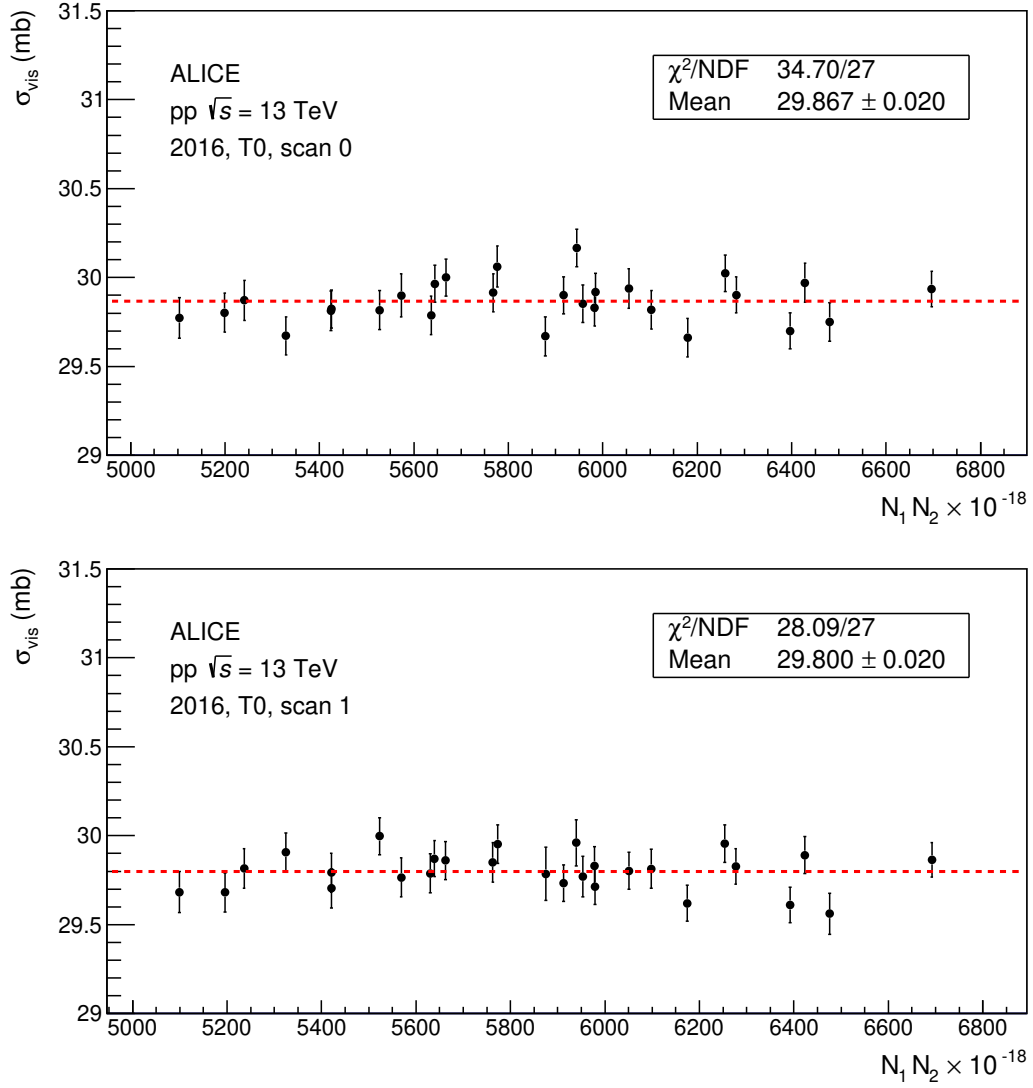 31.5
31
30.5
30
29.5
29
σvis (mb)
ALICE
pp √s = 13 TeV
2016, T0, scan 0
χ²/NDF 34.70/27
Mean 29.867 ± 0.020
5000 5200 5400 5600 5800 6000 6200 6400 6600 6800
N₁ N₂ × 10⁻¹⁸
31.5
31
30.5
30
29.5
29
σvis (mb)
ALICE
pp √s = 13 TeV
2016, T0, scan 1
χ²/NDF 28.09/27
Mean 29.800 ± 0.020
5000 5200 5400 5600 5800 6000 6200 6400 6600 6800
N₁ N₂ × 10⁻¹⁸